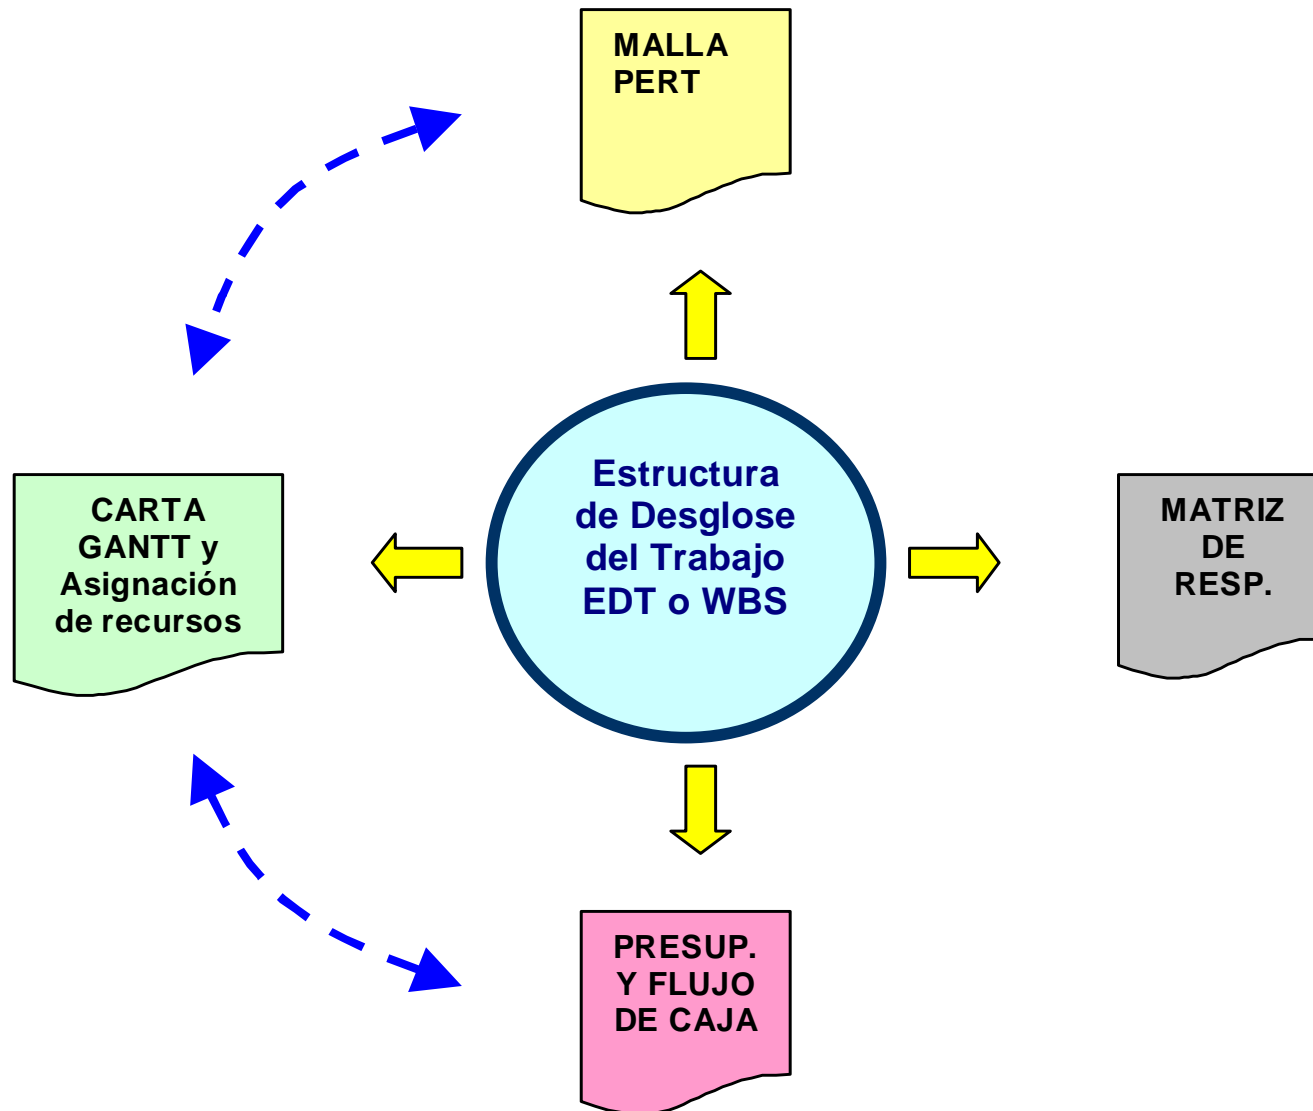 MALLA
PERT
CARTA
GANTT y
Asignación
de recursos
Estructura
de Desglose
del Trabajo
EDT o WBS
MATRIZ
DE
RESP.
PRESUP.
Y FLUJO
DE CAJA